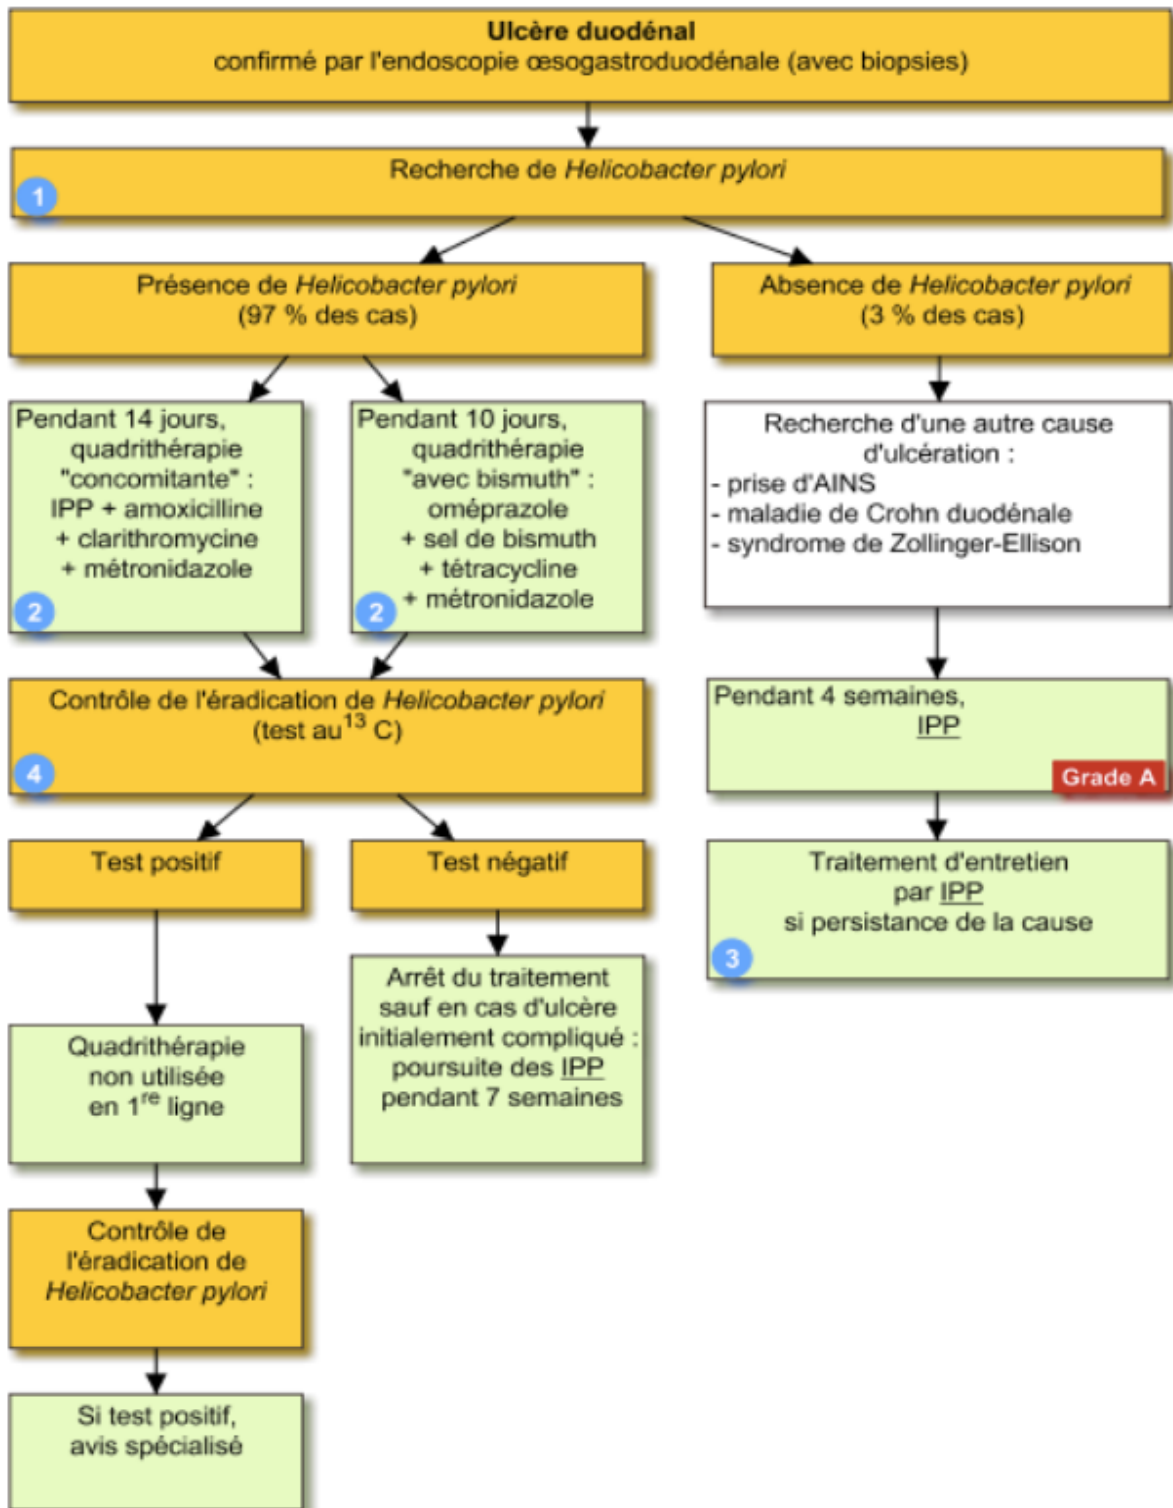 Ulcère duodénal
confirmé par l'endoscopie œsogastroduodénale (avec biopsies)
Recherche de Helicobacter pylori
1
Présence de Helicobacter pylori
(97 % des cas)
Absence de Helicobacter pylori
(3 % des cas)
Pendant 14 jours,
quadrithérapie
"concomitante" :
IPP + amoxicilline
+ clarithromycine
+ métronidazole
2
Pendant 10 jours,
quadrithérapie
"avec bismuth" :
oméprazole
+ sel de bismuth
+ tétracycline
+ métronidazole
2
Recherche d'une autre cause
d'ulcération :
- prise d'AINS
- maladie de Crohn duodénale
- syndrome de Zollinger-Ellison
Contrôle de l'éradication de Helicobacter pylori
(test au 13 C)
4
Pendant 4 semaines,
IPP
Grade A
Test positif
Test négatif
Traitement d'entretien
par IPP
si persistance de la cause
3
Quadrithérapie
non utilisée
en 1re ligne
Arrêt du traitement
sauf en cas d'ulcère
initialement compliqué :
poursuite des IPP
pendant 7 semaines
Contrôle de
l'éradication de
Helicobacter pylori
Si test positif,
avis spécialisé